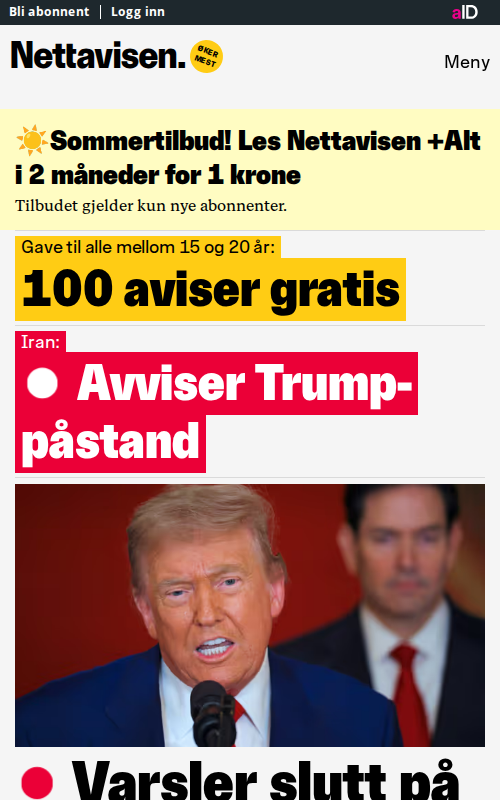 Bli abonnent | Logg inn
aID
Nettavisen.
ØKER
MEST
Meny
☀️Sommertilbud! Les Nettavisen +Alt
i 2 måneder for 1 krone
Tilbudet gjelder kun nye abonnenter.
Gave til alle mellom 15 og 20 år:
100 aviser gratis
Iran:
Avviser Trump-
påstand
Varsler slutt på